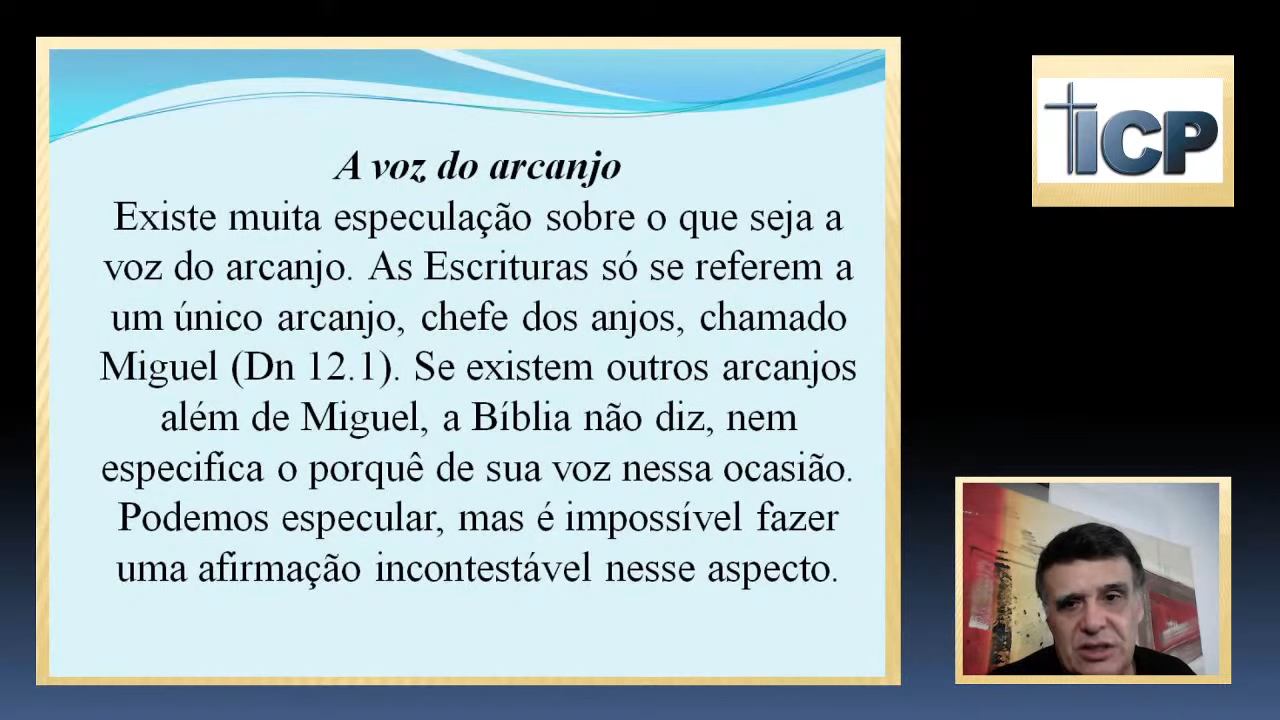 A voz do arcanjo
Existe muita especulação sobre o que seja a
voz do arcanjo. As Escrituras só se referem a
um único arcanjo, chefe dos anjos, chamado
Miguel (Dn 12.1). Se existem outros arcanjos
além de Miguel, a Bíblia não diz, nem
especifica o porquê de sua voz nessa ocasião.
Podemos especular, mas é impossível fazer
uma afirmação incontestável nesse aspecto.
ICP